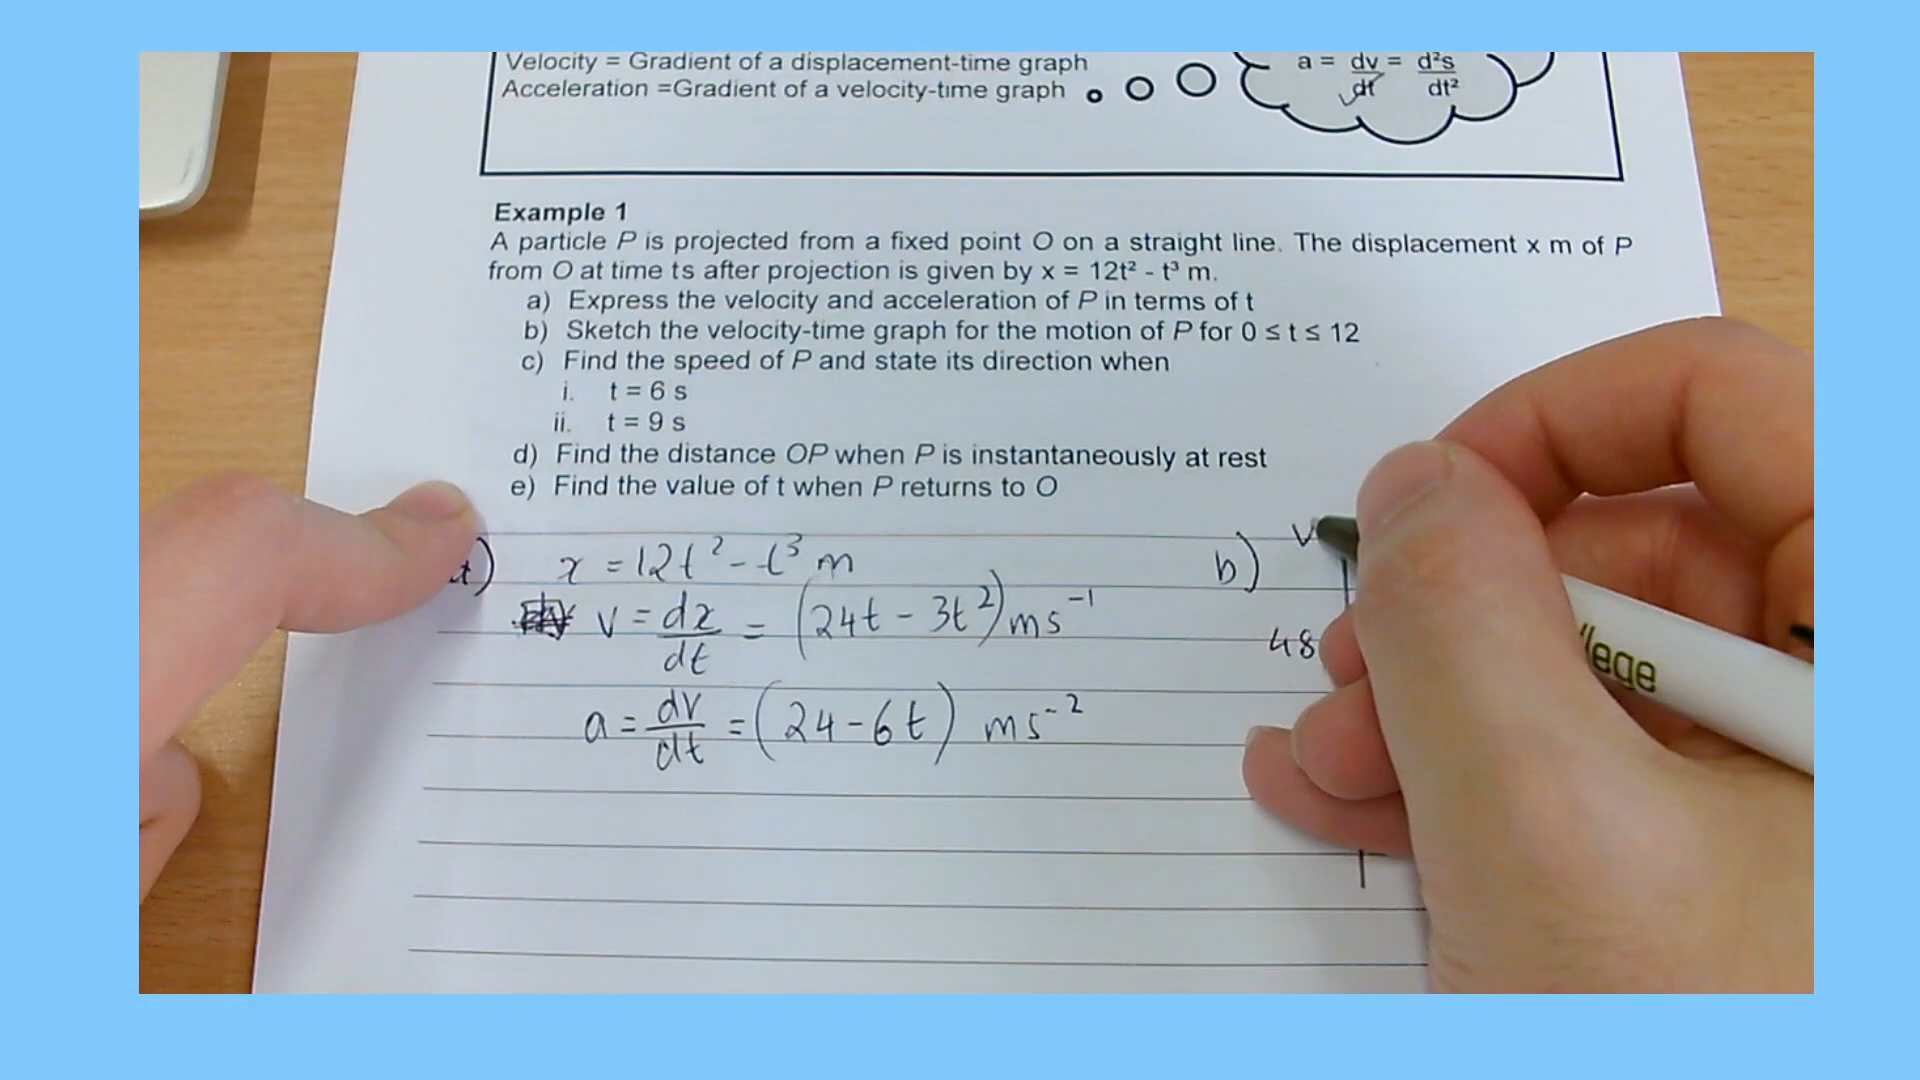 Velocity = Gradient of a displacement-time graph
Acceleration =Gradient of a velocity-time graph
a = dv/dt = d²s/dt²
Example 1
A particle P is projected from a fixed point O on a straight line. The displacement x m of P
from O at time ts after projection is given by x = 12t² - t³ m.
a) Express the velocity and acceleration of P in terms of t
b) Sketch the velocity-time graph for the motion of P for 0 ≤ t ≤ 12
c) Find the speed of P and state its direction when
i. t = 6 s
ii. t = 9 s
d) Find the distance OP when P is instantaneously at rest
e) Find the value of t when P returns to O
a) x = 12t² - t³ m
v = dx/dt = (24t - 3t²) ms⁻¹
a = dv/dt = (24 - 6t) ms⁻²
b) v
48
llege